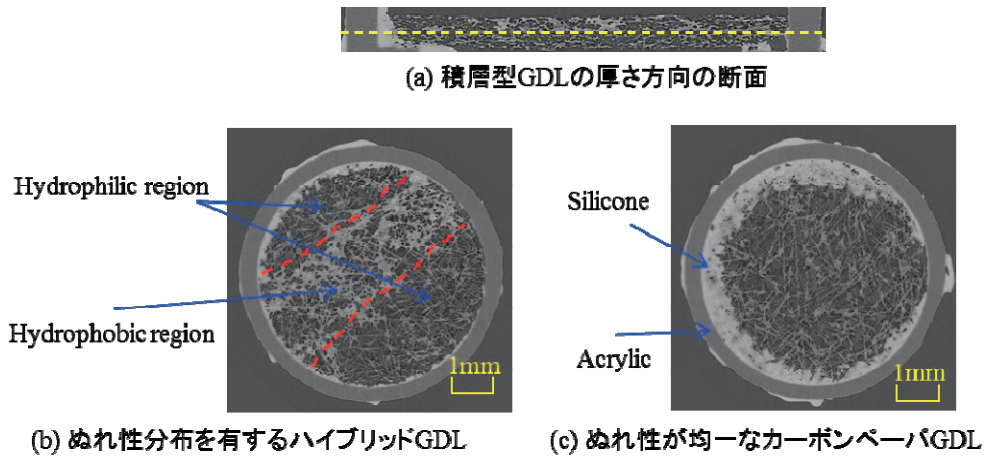 (a) 積層型GDLの厚さ方向の断面
Hydrophilic region
Hydrophobic region
1mm
Silicone
Acrylic
1mm
(b) ぬれ性分布を有するハイブリッドGDL
(c) ぬれ性が均一なカーボンペーパGDL